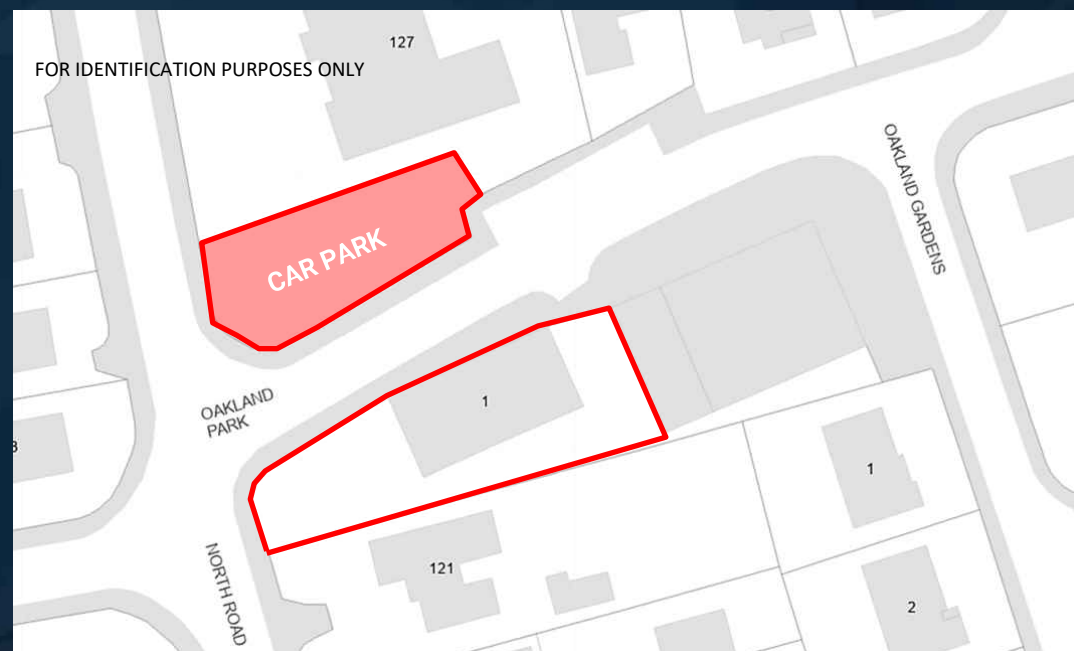 127
FOR IDENTIFICATION PURPOSES ONLY
OAKLAND GARDENS
CAR PARK
OAKLAND
PARK
1
1
121
NORTH ROAD
2